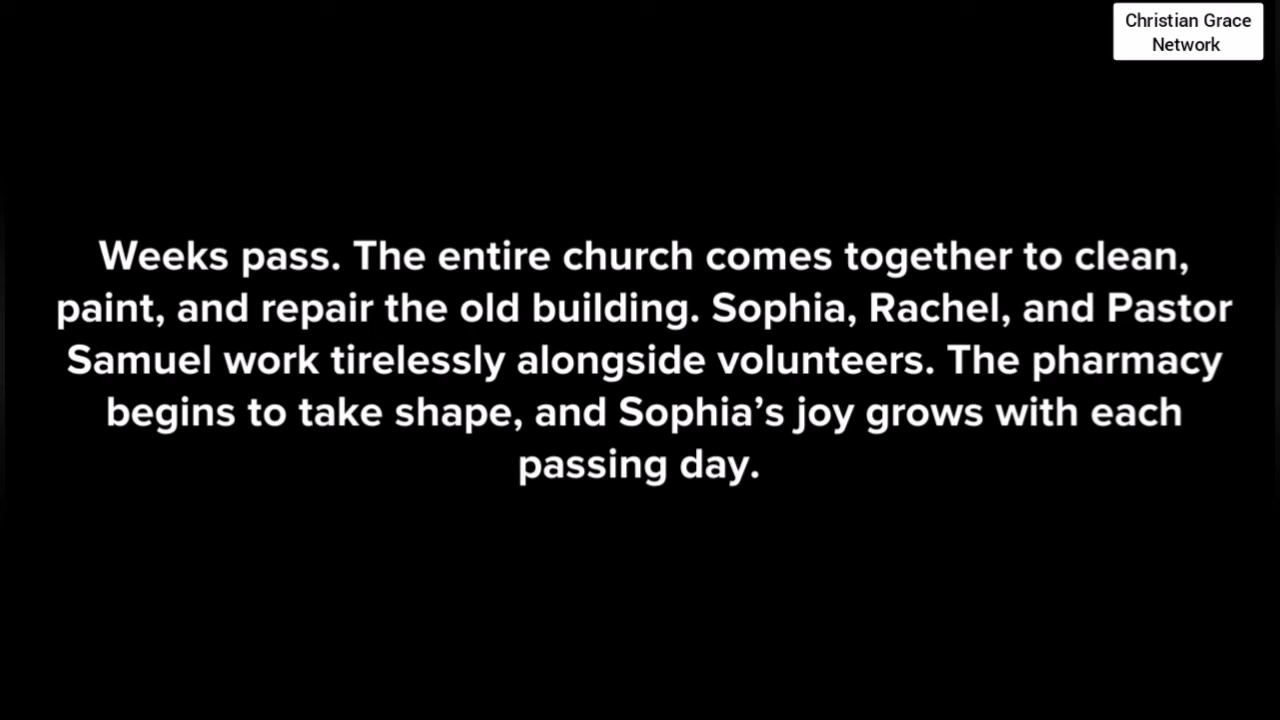 Christian Grace
Network
Weeks pass. The entire church comes together to clean,
paint, and repair the old building. Sophia, Rachel, and Pastor
Samuel work tirelessly alongside volunteers. The pharmacy
begins to take shape, and Sophia’s joy grows with each
passing day.